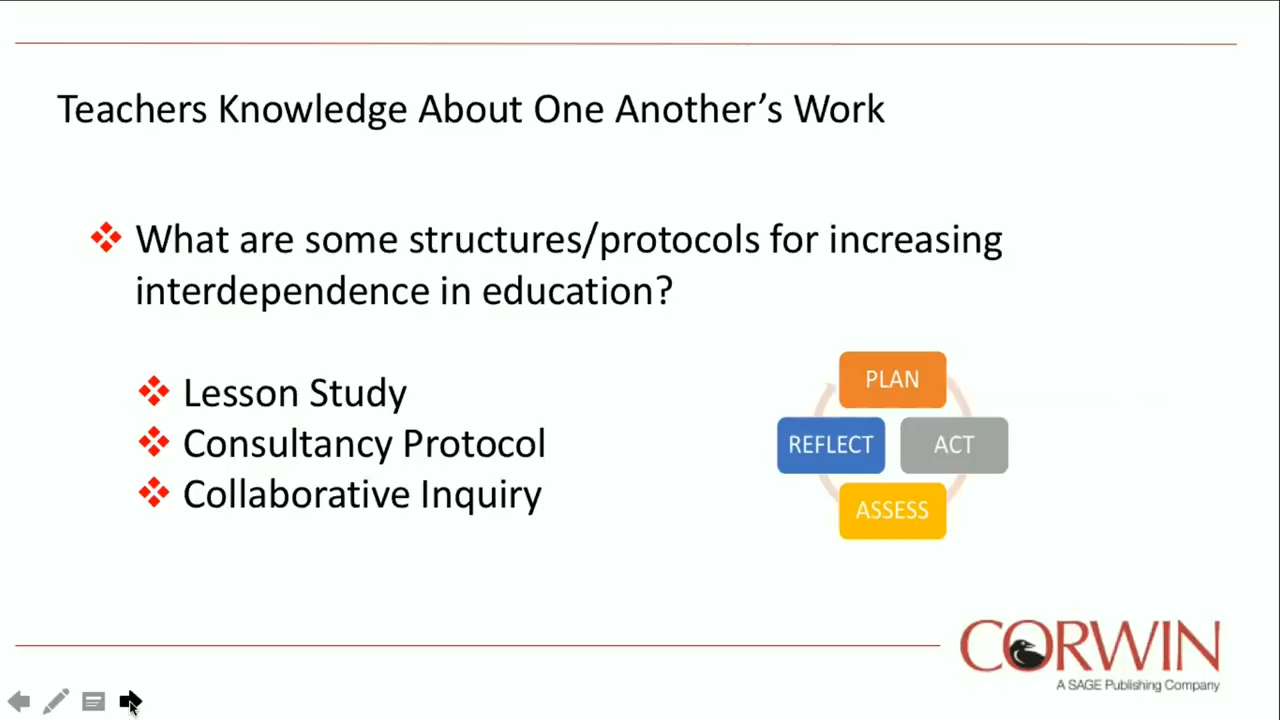 Teachers Knowledge About One Another’s Work
What are some structures/protocols for increasing
interdependence in education?
Lesson Study
Consultancy Protocol
Collaborative Inquiry
PLAN
REFLECT
ACT
ASSESS
CORWIN
A SAGE Publishing Company